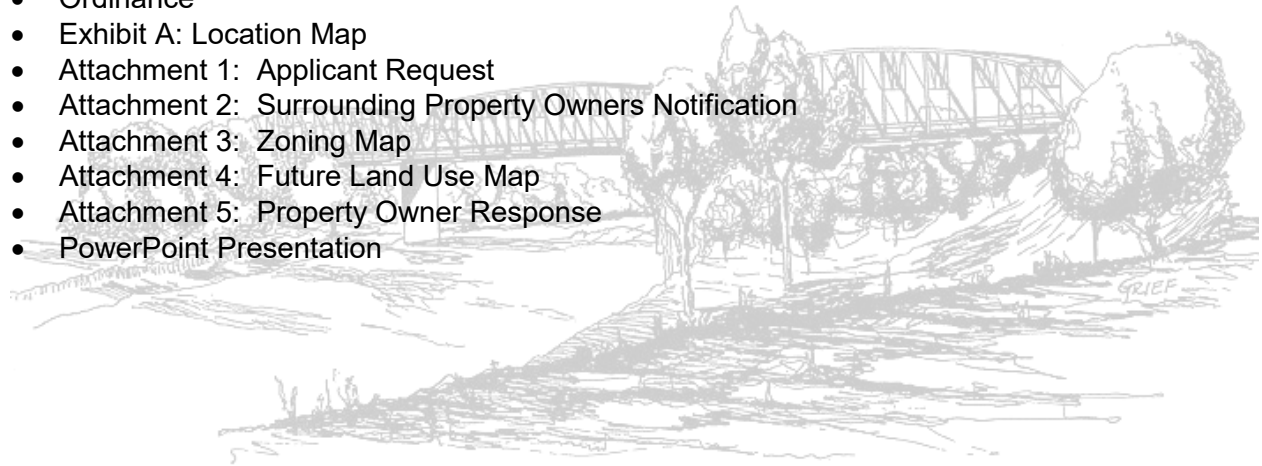 • Ordinance
• Exhibit A: Location Map
• Attachment 1:  Applicant Request
• Attachment 2:  Surrounding Property Owners Notification
• Attachment 3:  Zoning Map
• Attachment 4:  Future Land Use Map
• Attachment 5:  Property Owner Response
• PowerPoint Presentation
GRIEF